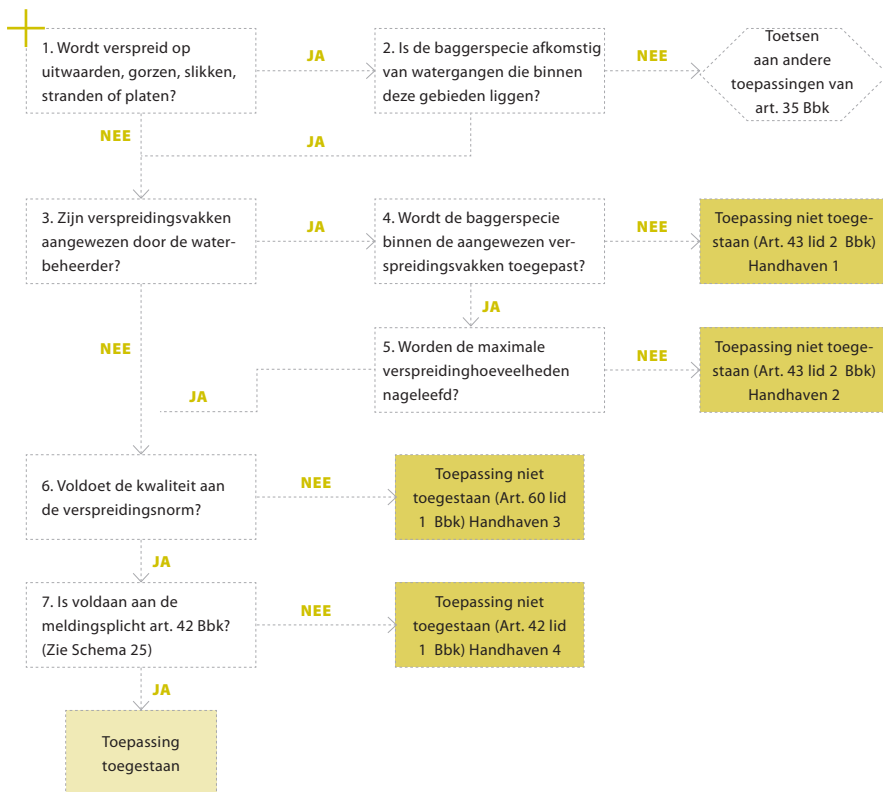 1. Wordt verspreid op
uitwaarden, gorzen, slikken,
stranden of platen?
JA
2. Is de baggerspecie afkomstig
van watergangen die binnen
deze gebieden liggen?
NEE
Toetsen
aan andere
toepassingen van
art. 35 Bbk
NEE
JA
3. Zijn verspreidingsvakken
aangewezen door de water-
beheerder?
JA
4. Wordt de baggerspecie
binnen de aangewezen ver-
spreidingsvakken toegepast?
NEE
Toepassing niet toege-
staan (Art. 43 lid 2 Bbk)
Handhaven 1
JA
NEE
5. Worden de maximale
verspreidinghoeveelheden
nageleefd?
NEE
Toepassing niet toege-
staan (Art. 43 lid 2 Bbk)
Handhaven 2
JA
6. Voldoet de kwaliteit aan
de verspreidingsnorm?
NEE
Toepassing niet
toegestaan (Art. 60 lid
1 Bbk) Handhaven 3
JA
7. Is voldaan aan de
meldingsplicht art. 42 Bbk?
(Zie Schema 25)
NEE
Toepassing niet
toegestaan (Art. 42 lid
1 Bbk) Handhaven 4
JA
Toepassing
toegestaan